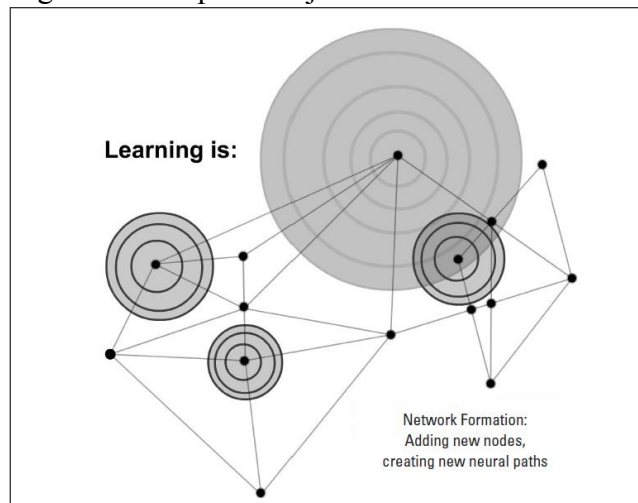 Learning is:
Network Formation:
Adding new nodes,
creating new neural paths